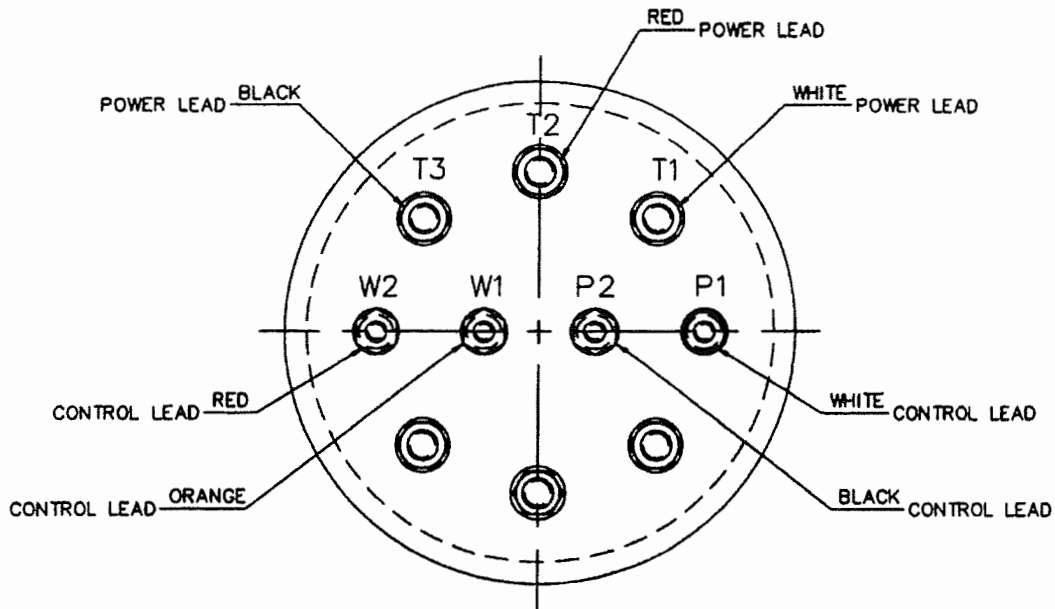 RED POWER LEAD
POWER LEAD BLACK
WHITE POWER LEAD
T2
T3
T1
W2
W1
P2
P1
CONTROL LEAD RED
WHITE CONTROL LEAD
CONTROL LEAD ORANGE
BLACK CONTROL LEAD